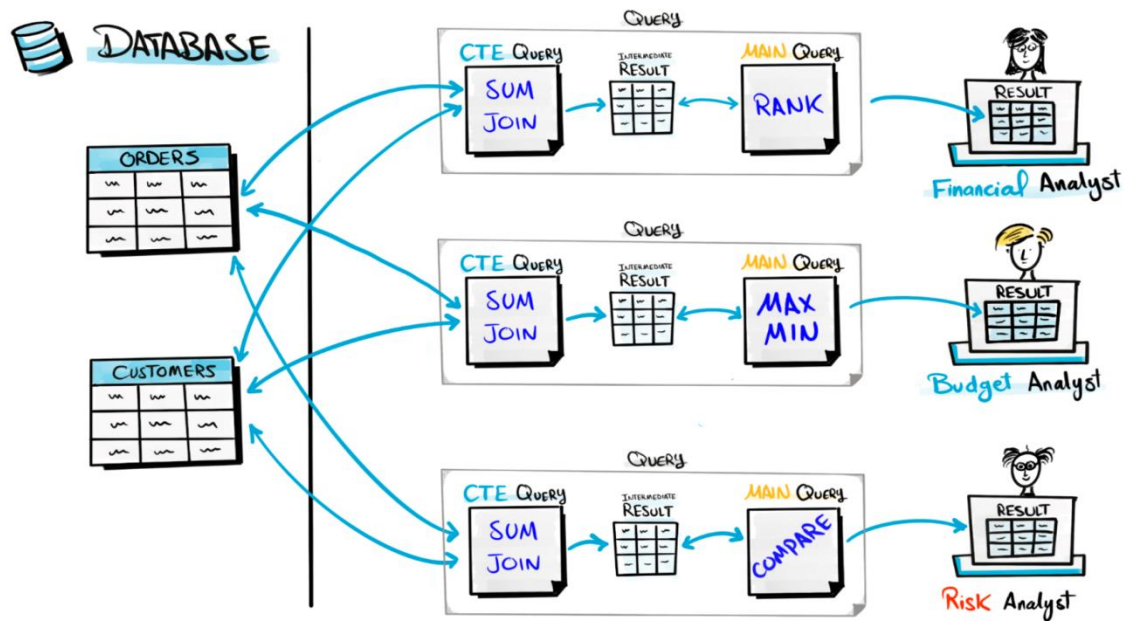 DATABASE
ORDERS
CUSTOMERS
QUERY
CTE QUERY
SUM
JOIN
INTERMEDIATE
RESULT
MAIN QUERY
RANK
RESULT
Financial Analyst
QUERY
CTE QUERY
SUM
JOIN
INTERMEDIATE
RESULT
MAIN QUERY
MAX
MIN
RESULT
Budget Analyst
QUERY
CTE QUERY
SUM
JOIN
INTERMEDIATE
RESULT
MAIN QUERY
COMPARE
RESULT
Risk Analyst